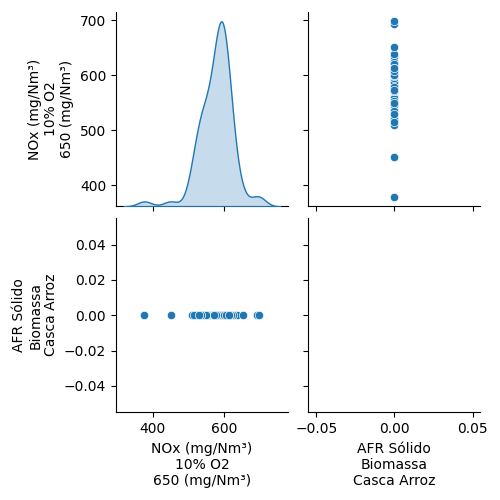 700
600
500
400
NOx (mg/Nm³)
10% O2
650 (mg/Nm³)
0.04
0.02
0.00
−0.02
−0.04
AFR Sólido
Biomassa
Casca Arroz
400 600
NOx (mg/Nm³)
10% O2
650 (mg/Nm³)
−0.05 0.00 0.05
AFR Sólido
Biomassa
Casca Arroz